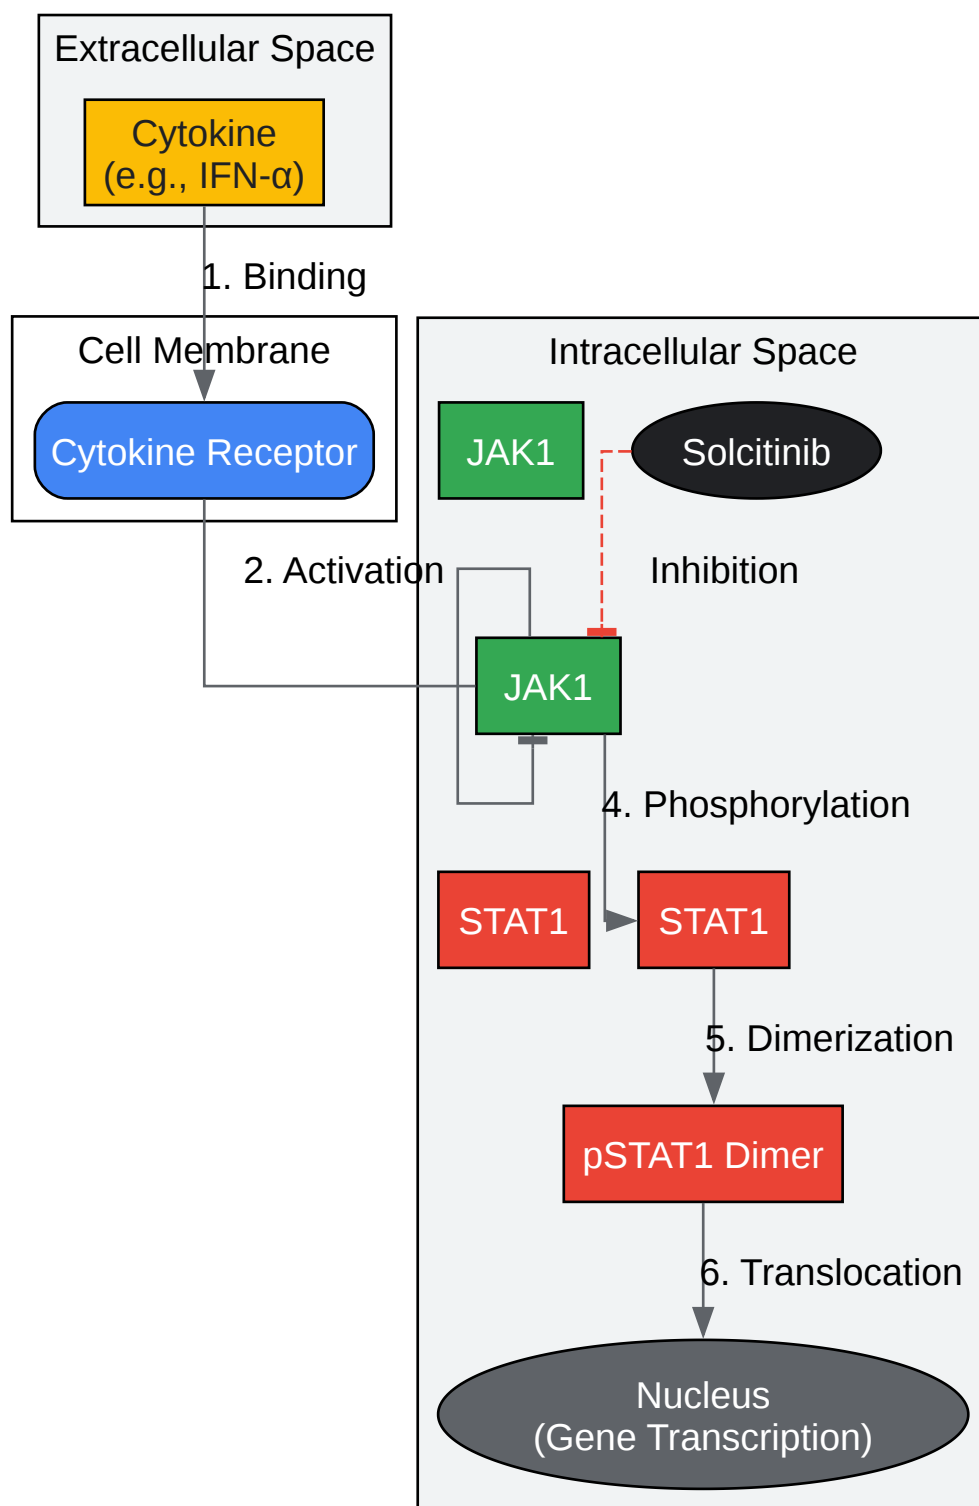 Extracellular Space
Cytokine
(e.g., IFN-α)
1. Binding
Cell Membrane
Cytokine Receptor
Intracellular Space
JAK1
Solcitinib
2. Activation
Inhibition
JAK1
4. Phosphorylation
STAT1
STAT1
5. Dimerization
pSTAT1 Dimer
6. Translocation
Nucleus
(Gene Transcription)